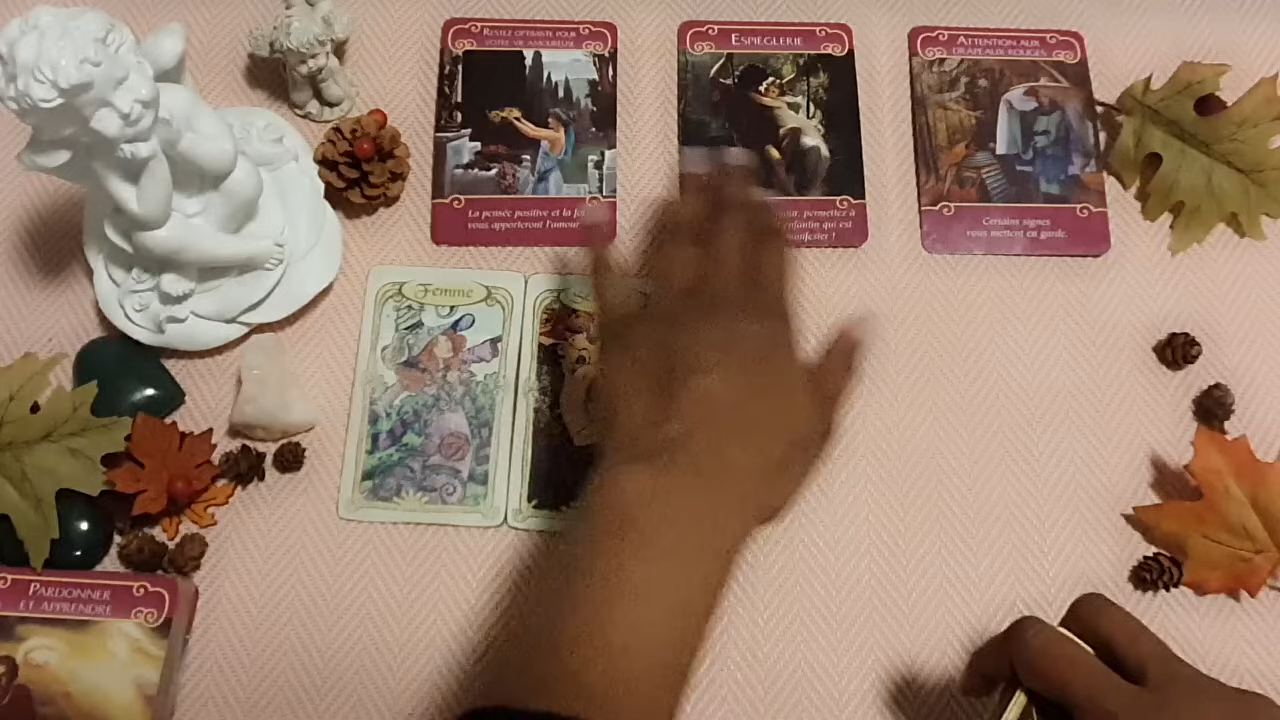 RESTEZ OPTIMISTE POUR
VOTRE VIE AMOUREUSE
La pensée positive et la foi
vous apporteront l'amour
ESPIÈGLERIE
permettez à
enfantin qui est
manifester !
ATTENTION AUX
DRAPEAUX ROUGES
Certains signes
vous mettent en garde.
Femme
PARDONNER
ET APPRENDRE